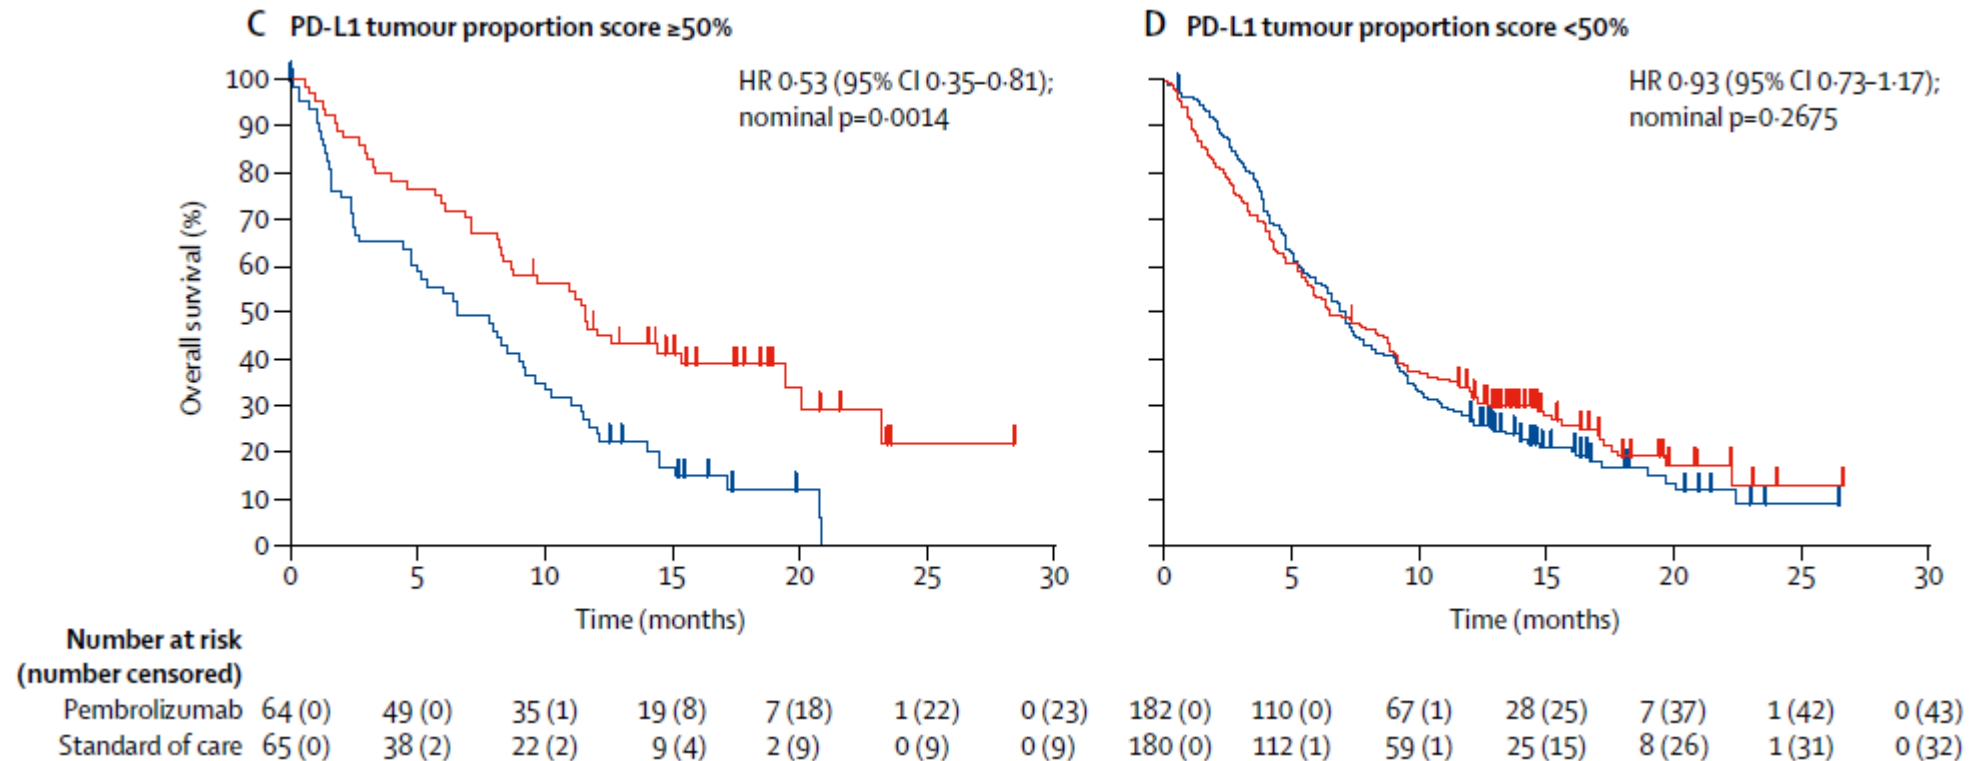 C PD-L1 tumour proportion score ≥50%
HR 0·53 (95% CI 0·35–0·81);
nominal p=0·0014
Overall survival (%)
100
90
80
70
60
50
40
30
20
10
0
0 5 10 15 20 25 30
Time (months)
D PD-L1 tumour proportion score <50%
HR 0·93 (95% CI 0·73–1·17);
nominal p=0·2675
0 5 10 15 20 25 30
Time (months)
Number at risk
(number censored)
Pembrolizumab 64 (0) 49 (0) 35 (1) 19 (8) 7 (18) 1 (22) 0 (23) 182 (0) 110 (0) 67 (1) 28 (25) 7 (37) 1 (42) 0 (43)
Standard of care 65 (0) 38 (2) 22 (2) 9 (4) 2 (9) 0 (9) 0 (9) 180 (0) 112 (1) 59 (1) 25 (15) 8 (26) 1 (31) 0 (32)